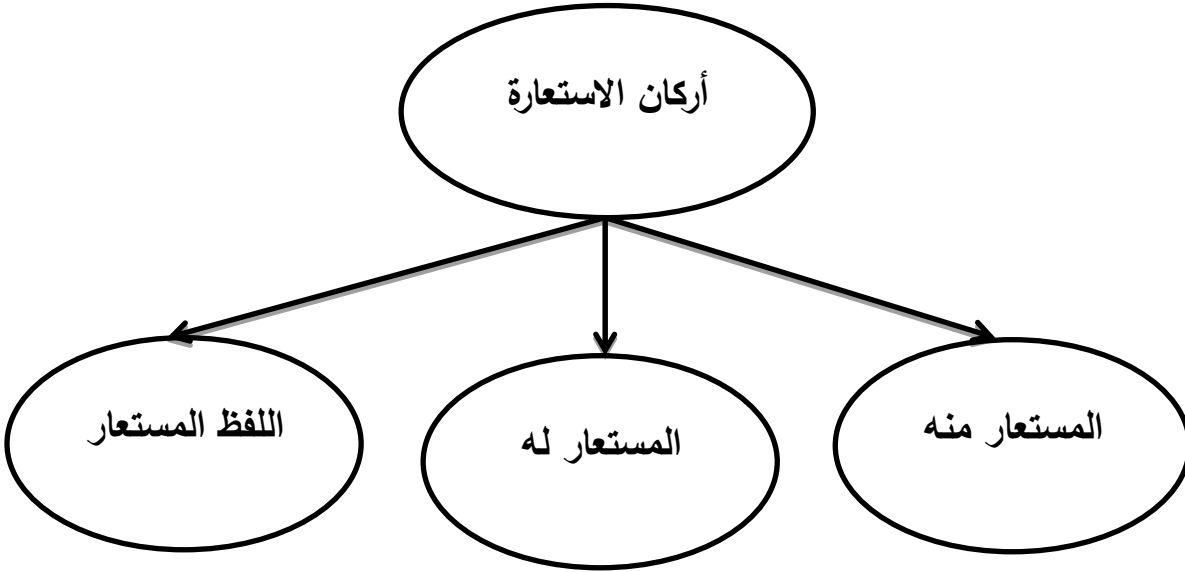 أركان الاستعارة
المستعار منه
المستعار له
اللفظ المستعار